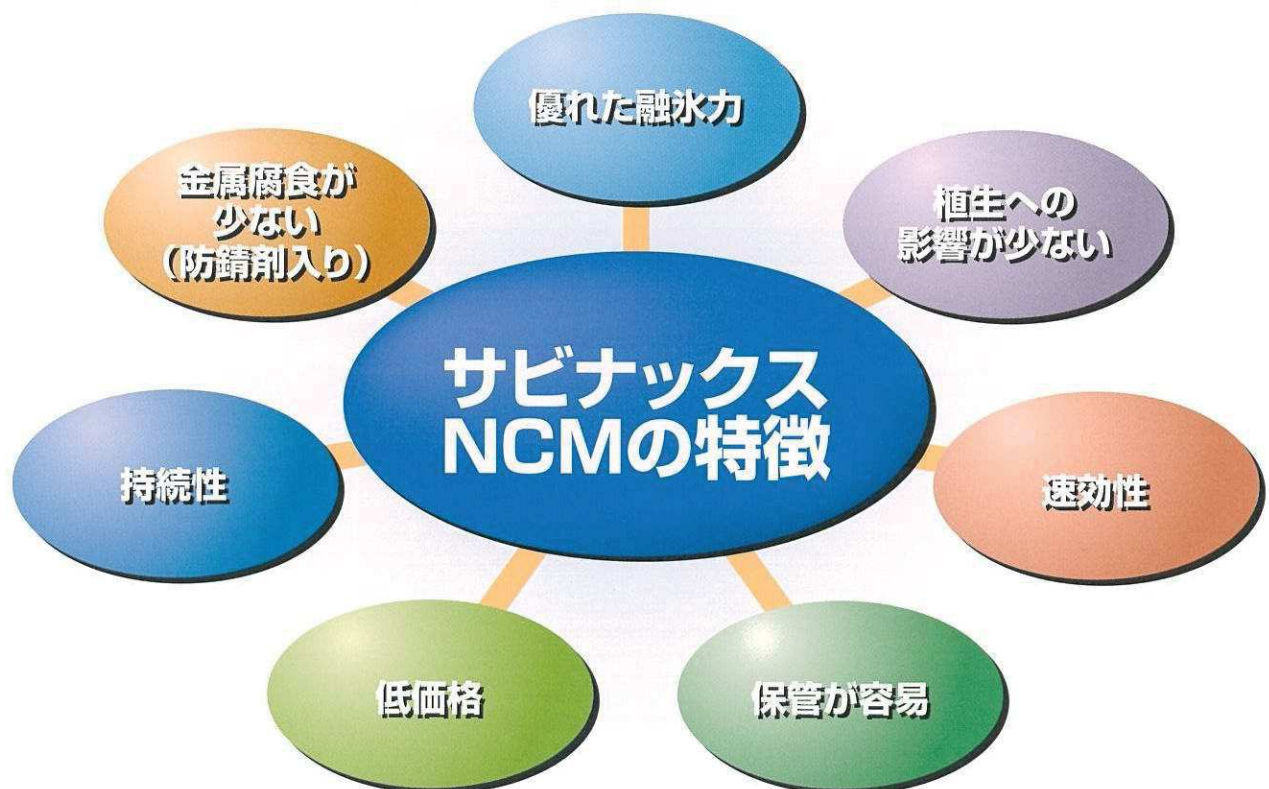 優れた融氷力
金属腐食が
少ない
（防錆剤入り）
植生への
影響が少ない
サビナックス
NCMの特徴
持続性
速効性
低価格
保管が容易